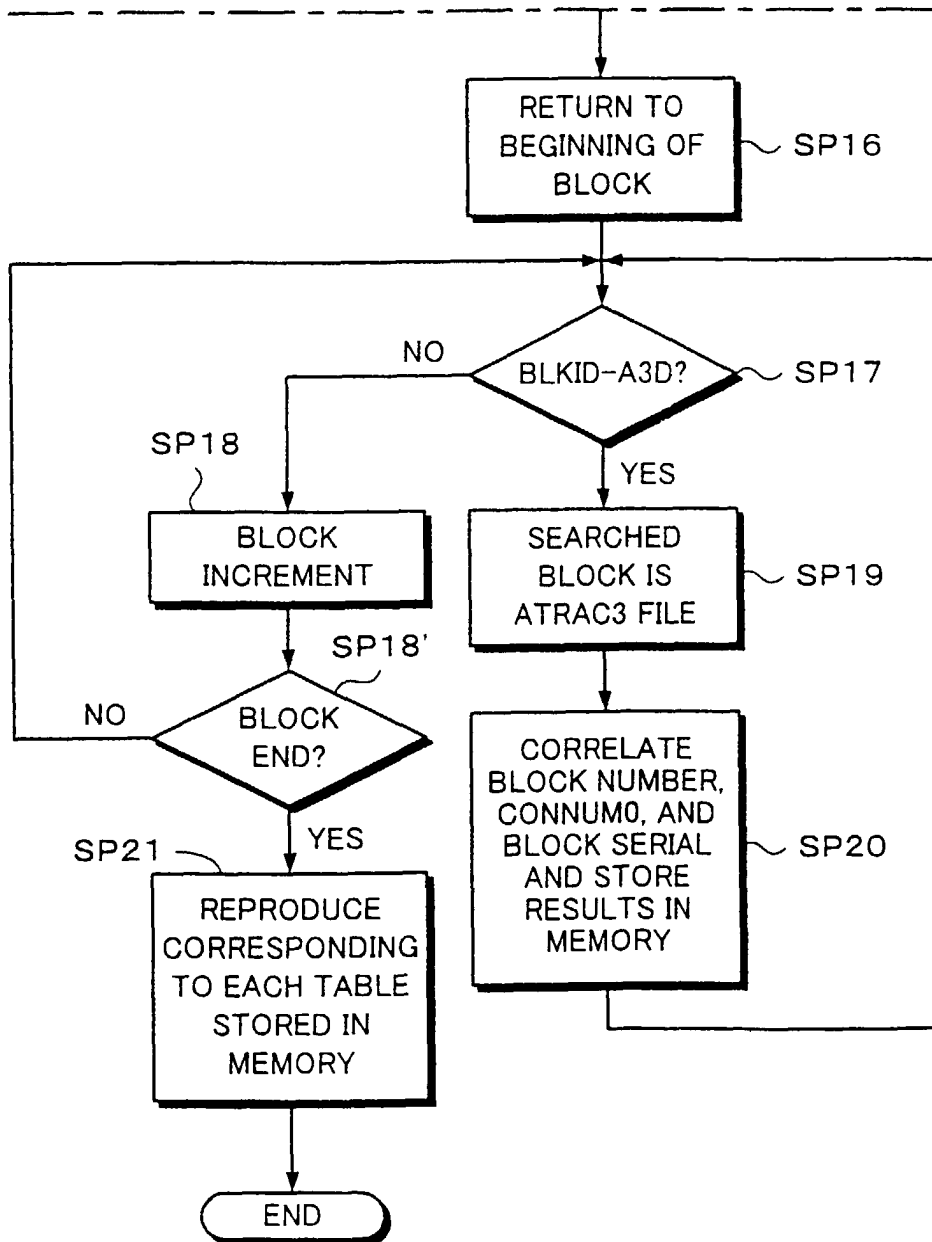 RETURN TO
BEGINNING OF
BLOCK
SP16
NO
BLKID-A3D?
SP17
SP18
YES
BLOCK
INCREMENT
SEARCHED
BLOCK IS
ATRAC3 FILE
SP19
SP18'
NO
BLOCK
END?
CORRELATE
BLOCK NUMBER,
CONNUM0, AND
BLOCK SERIAL
AND STORE
RESULTS IN
MEMORY
SP20
YES
SP21
REPRODUCE
CORRESPONDING
TO EACH TABLE
STORED IN
MEMORY
END